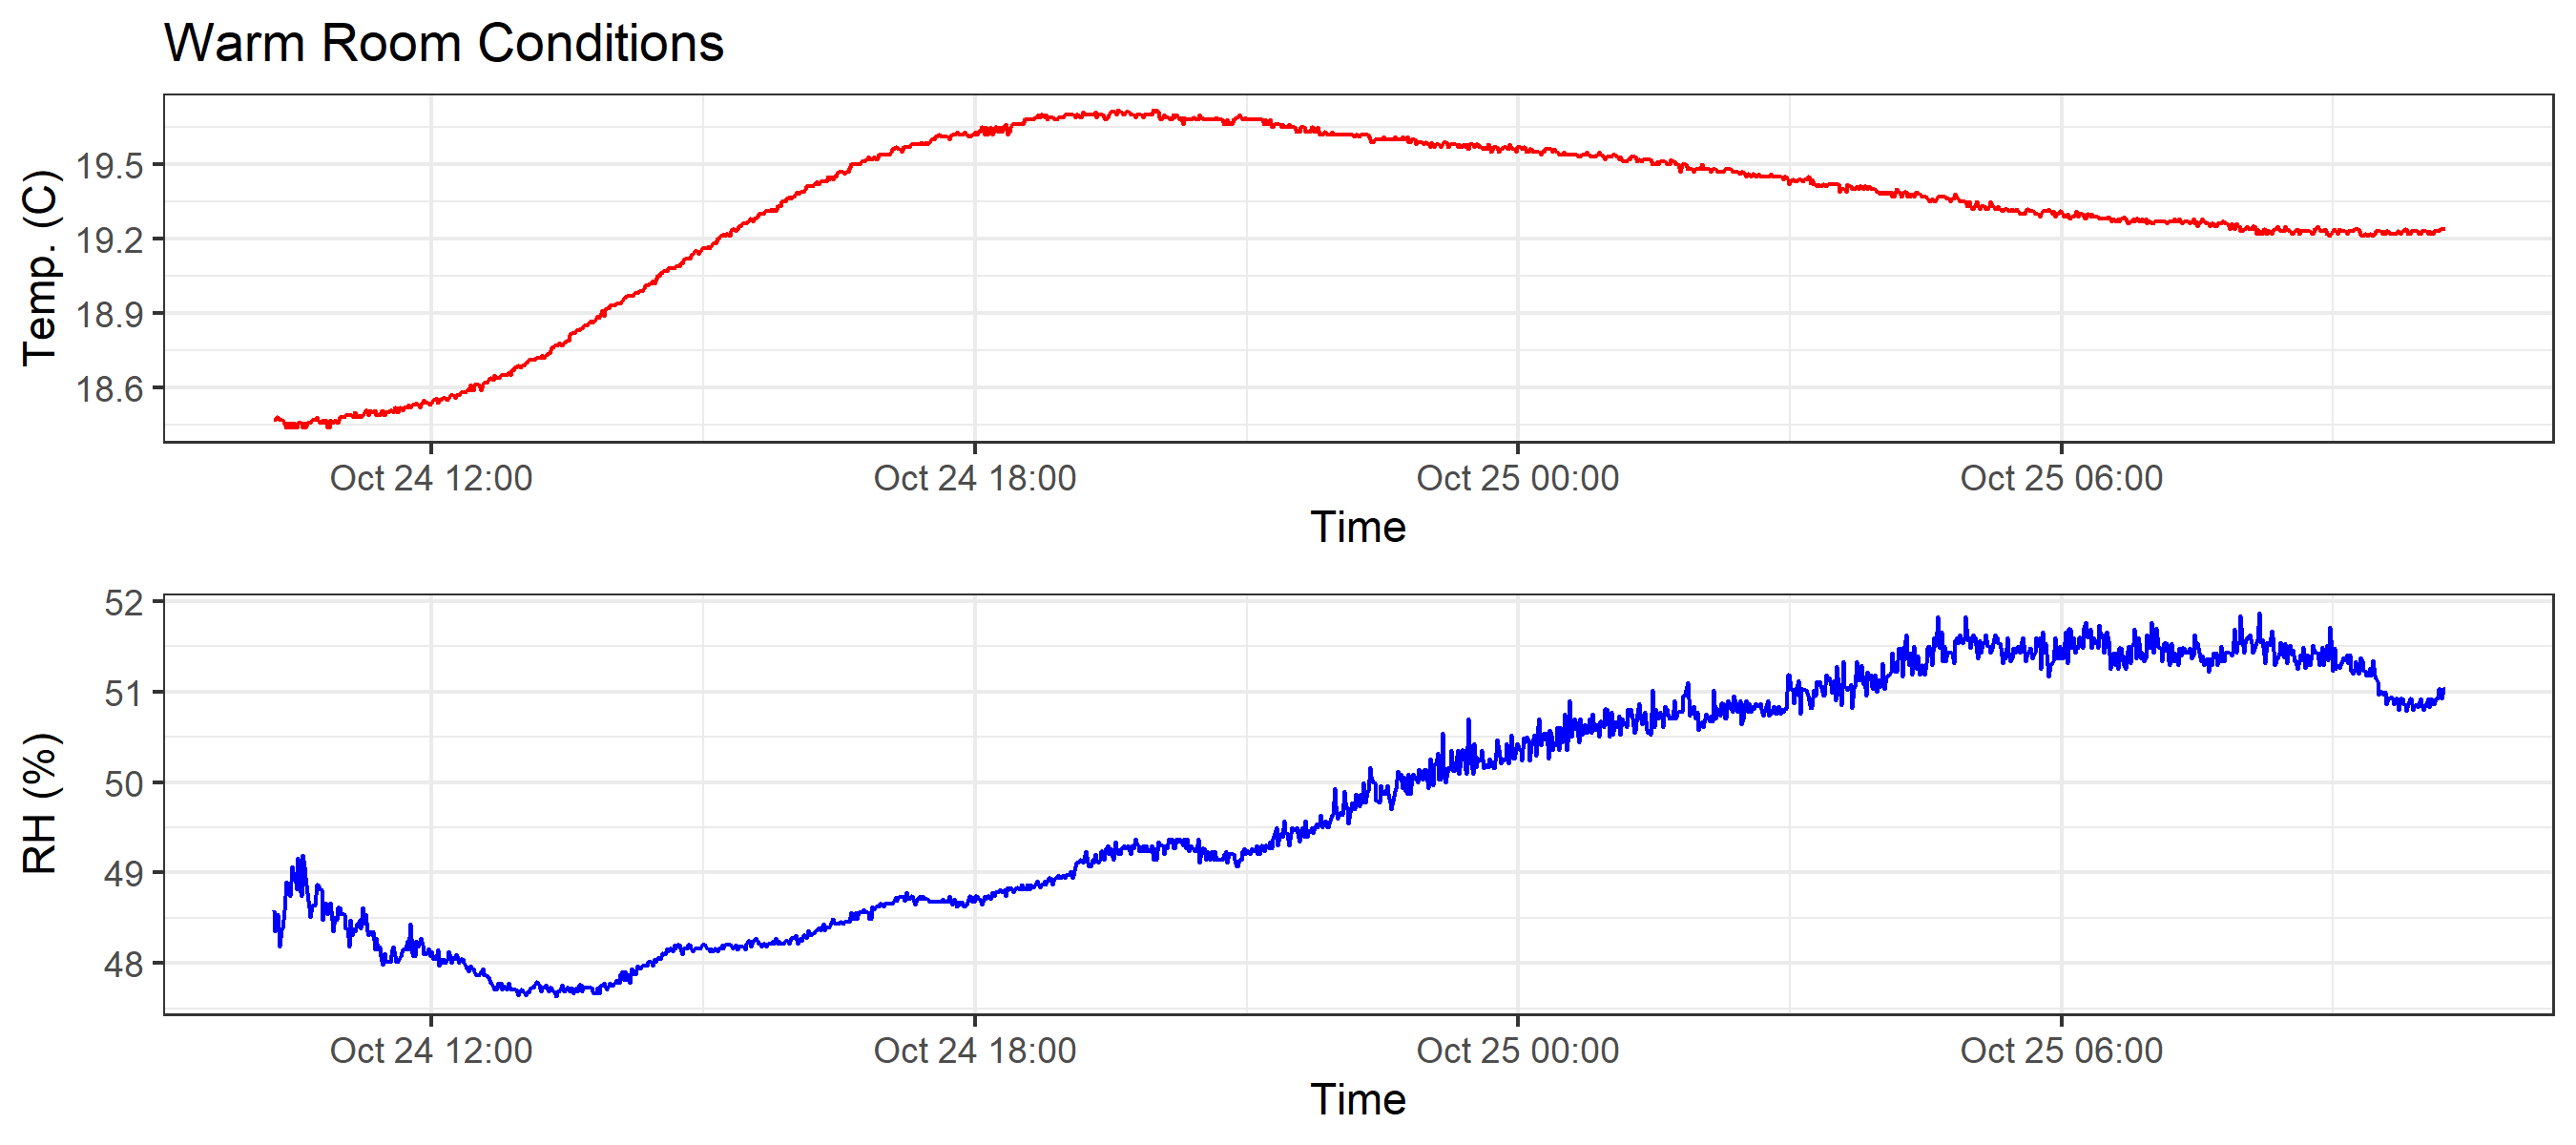 Warm Room Conditions
Temp. (C)
19.5
19.2
18.9
18.6
Oct 24 12:00 Oct 24 18:00 Oct 25 00:00 Oct 25 06:00
Time
RH (%)
52
51
50
49
48
Oct 24 12:00 Oct 24 18:00 Oct 25 00:00 Oct 25 06:00
Time